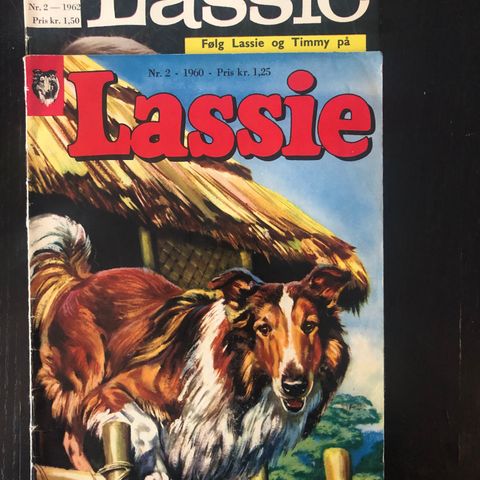 Lassie
Nr. 2 — 1962
Pris kr. 1,50
Følg Lassie og Timmy på
Nr. 2 - 1960 - Pris kr. 1,25
Lassie